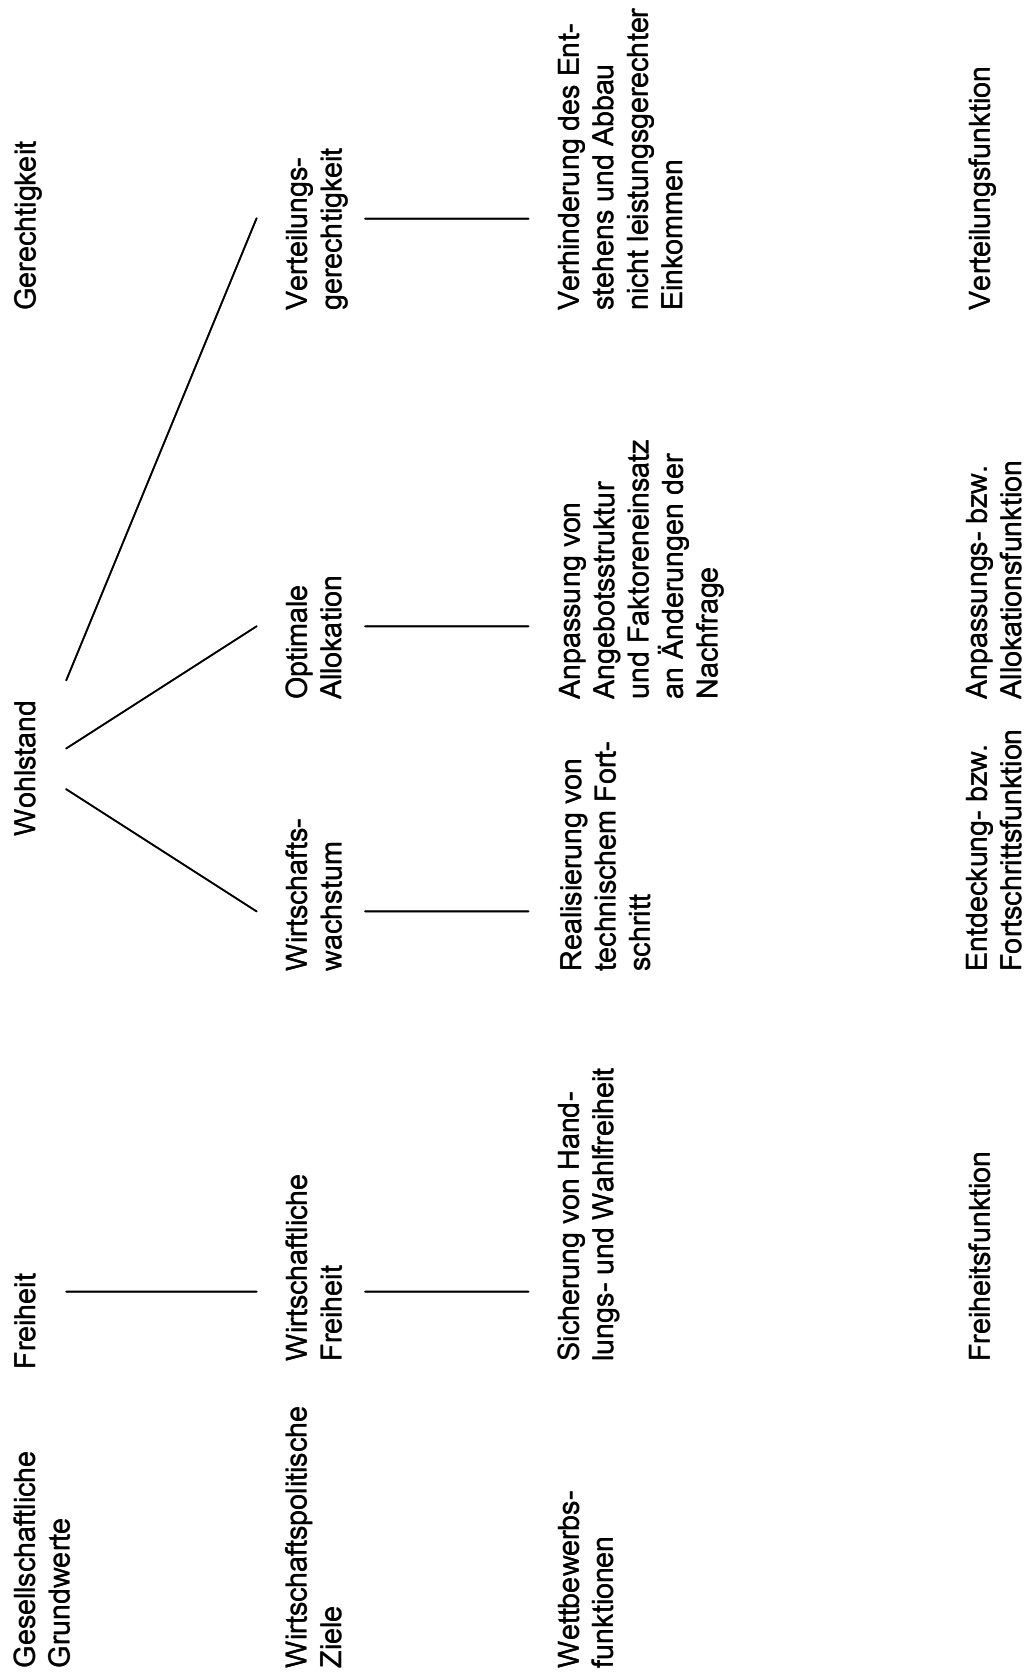 Gesellschaftliche
Grundwerte
Freiheit
Wohlstand
Gerechtigkeit
Wirtschaftspolitische
Ziele
Wirtschaftliche
Freiheit
Wirtschafts-
wachstum
Optimale
Allokation
Verteilungs-
gerechtigkeit
Wettbewerbs-
funktionen
Sicherung von Hand-
lungs- und Wahlfreiheit
Realisierung von
technischem Fort-
schritt
Anpassung von
Angebotsstruktur
und Faktoreneinsatz
an Änderungen der
Nachfrage
Verhinderung des Ent-
stehens und Abbau
nicht leistungsgerechter
Einkommen
Freiheitsfunktion
Entdeckung- bzw.
Fortschrittsfunktion
Anpassungs- bzw.
Allokationsfunktion
Verteilungsfunktion